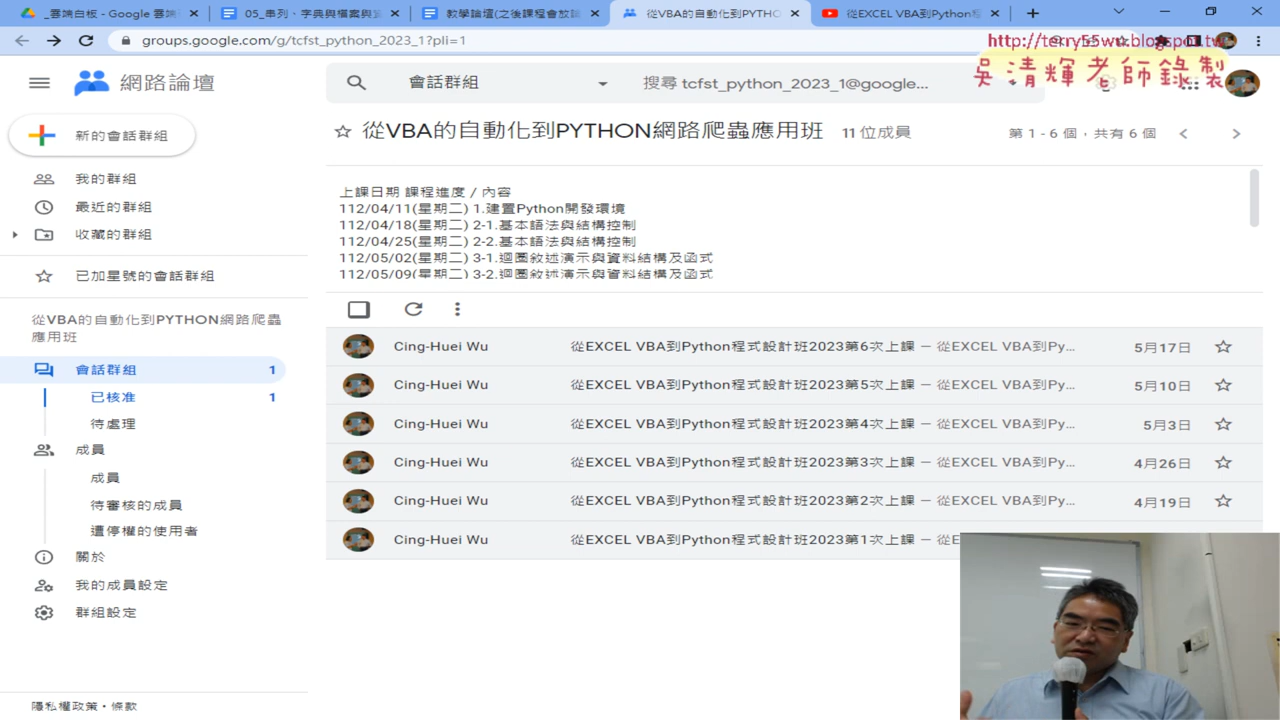 _雲端白板 - Google 雲端
05_串列、字典與檔案與資
教學論壇(之後課程會放
從VBA的自動化到PYTHO
從EXCEL VBA到Python程
groups.google.com/g/tcfst_python_2023_1?pli=1
http://terry55wu.blogspot.tw
吳清輝老師錄製
網路論壇
會話群組
搜尋 tcfst_python_2023_1@google...
新的會話群組
從VBA的自動化到PYTHON網路爬蟲應用班
11 位成員
第 1 - 6 個，共有 6 個
我的群組
最近的群組
收藏的群組
已加星號的會話群組
從VBA的自動化到PYTHON網路爬蟲
應用班
會話群組 1
已核准 1
待處理
成員
成員
待審核的成員
遭停權的使用者
關於
我的成員設定
群組設定
隱私權政策・條款
上課日期 課程進度 / 內容
112/04/11(星期二) 1.建置Python開發環境
112/04/18(星期二) 2-1.基本語法與結構控制
112/04/25(星期二) 2-2.基本語法與結構控制
112/05/02(星期二) 3-1.迴圈敘述演示與資料結構及函式
112/05/09(星期二) 3-2.迴圈敘述演示與資料結構及函式
Cing-Huei Wu 從EXCEL VBA到Python程式設計班2023第6次上課 – 從EXCEL VBA到Py... 5月17日
Cing-Huei Wu 從EXCEL VBA到Python程式設計班2023第5次上課 – 從EXCEL VBA到Py... 5月10日
Cing-Huei Wu 從EXCEL VBA到Python程式設計班2023第4次上課 – 從EXCEL VBA到Py... 5月3日
Cing-Huei Wu 從EXCEL VBA到Python程式設計班2023第3次上課 – 從EXCEL VBA到Py... 4月26日
Cing-Huei Wu 從EXCEL VBA到Python程式設計班2023第2次上課 – 從EXCEL VBA到Py... 4月19日
Cing-Huei Wu 從EXCEL VBA到Python程式設計班2023第1次上課 – 從E